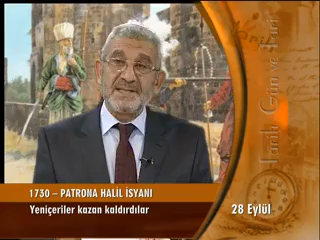 1730 – PATRONA HALİL İSYANI
Yeniçeriler kazan kaldırdılar
28 Eylül